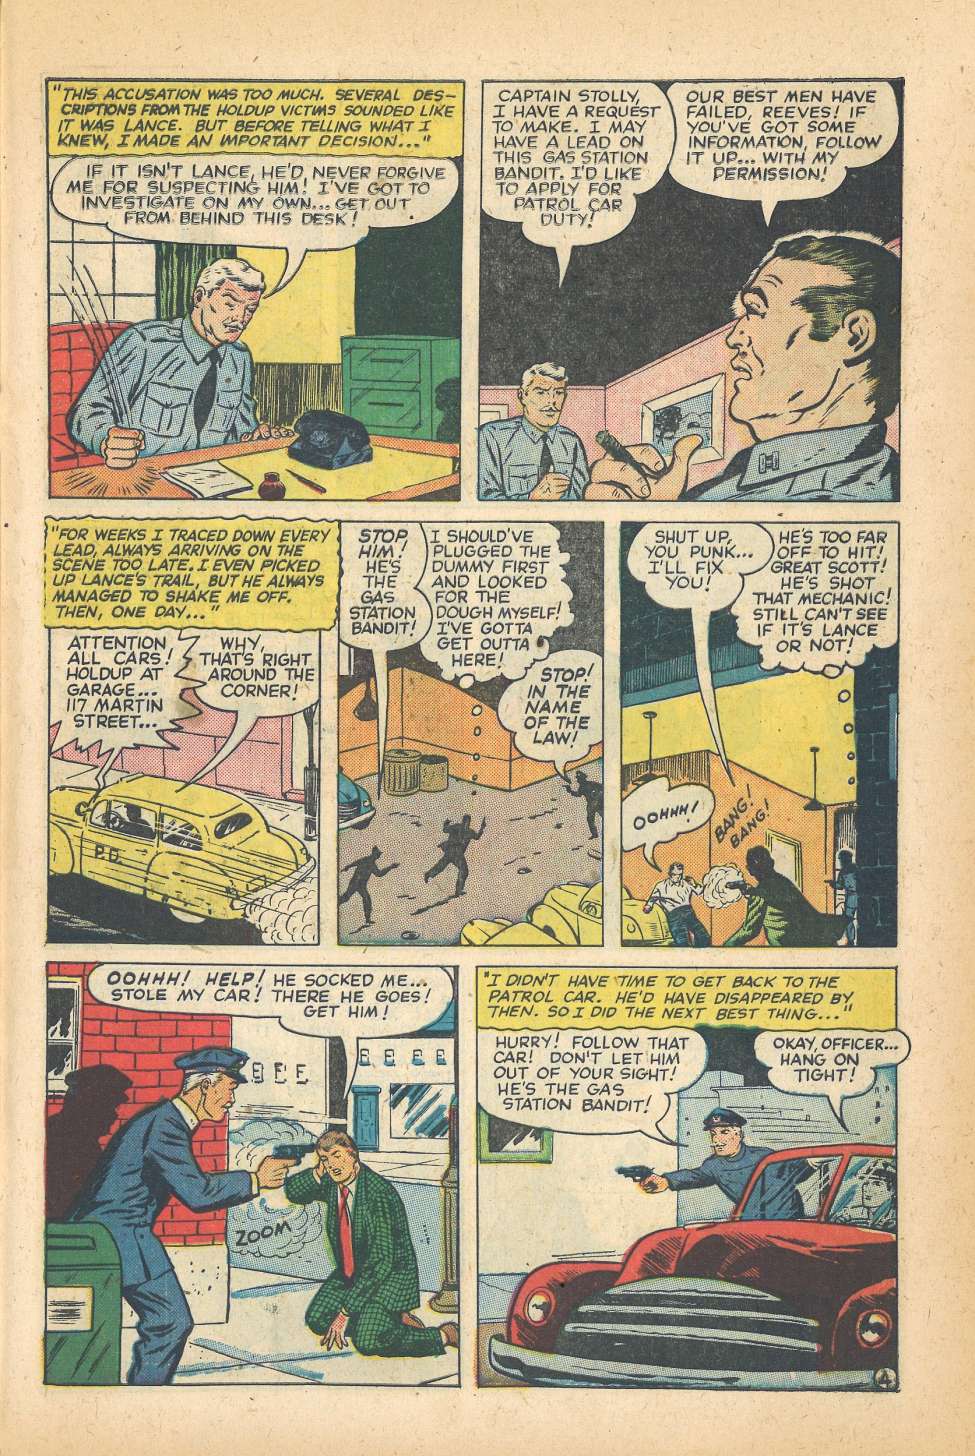 "THIS ACCUSATION WAS TOO MUCH. SEVERAL DES-
CRIPTIONS FROM THE HOLDUP VICTIMS SOUNDED LIKE
IT WAS LANCE. BUT BEFORE TELLING WHAT I
KNEW, I MADE AN IMPORTANT DECISION..."
IF IT ISN'T LANCE, HE'D NEVER FORGIVE
ME FOR SUSPECTING HIM! I'VE GOT TO
INVESTIGATE ON MY OWN... GET OUT
FROM BEHIND THIS DESK!
CAPTAIN STOLLY,
I HAVE A REQUEST
TO MAKE. I MAY
HAVE A LEAD ON
THIS GAS STATION
BANDIT. I'D LIKE
TO APPLY FOR
PATROL CAR
DUTY!
OUR BEST MEN HAVE
FAILED, REEVES! IF
YOU'VE GOT SOME
INFORMATION, FOLLOW
IT UP... WITH MY
PERMISSION!
"FOR WEEKS I TRACED DOWN EVERY
LEAD, ALWAYS ARRIVING ON THE
SCENE TOO LATE. I EVEN PICKED
UP LANCE'S TRAIL, BUT HE ALWAYS
MANAGED TO SHAKE ME OFF.
THEN, ONE DAY..."
ATTENTION
ALL CARS!
HOLDUP AT
GARAGE...
117 MARTIN
STREET...
WHY,
THAT'S RIGHT
AROUND THE
CORNER!
P.D.
STOP
HIM!
HE'S
THE
GAS
STATION
BANDIT!
I SHOULD'VE
PLUGGED THE
DUMMY FIRST
AND LOOKED
FOR THE
DOUGH MYSELF!
I'VE GOTTA
GET OUTTA
HERE!
STOP!
IN THE
NAME
OF THE
LAW!
SHUT UP,
YOU PUNK...
I'LL FIX
YOU!
HE'S TOO FAR
OFF TO HIT!
GREAT SCOTT!
HE'S SHOT
THAT MECHANIC!
STILL CAN'T SEE
IF IT'S LANCE
OR NOT!
OOHHH!
BANG!
BANG!
OOHHH! HELP! HE SOCKED ME...
STOLE MY CAR! THERE HE GOES!
GET HIM!
ZOOM
"I DIDN'T HAVE TIME TO GET BACK TO THE
PATROL CAR. HE'D HAVE DISAPPEARED BY
THEN. SO I DID THE NEXT BEST THING..."
HURRY! FOLLOW THAT
CAR! DON'T LET HIM
OUT OF YOUR SIGHT!
HE'S THE GAS
STATION BANDIT!
OKAY, OFFICER...
HANG ON
TIGHT!
4